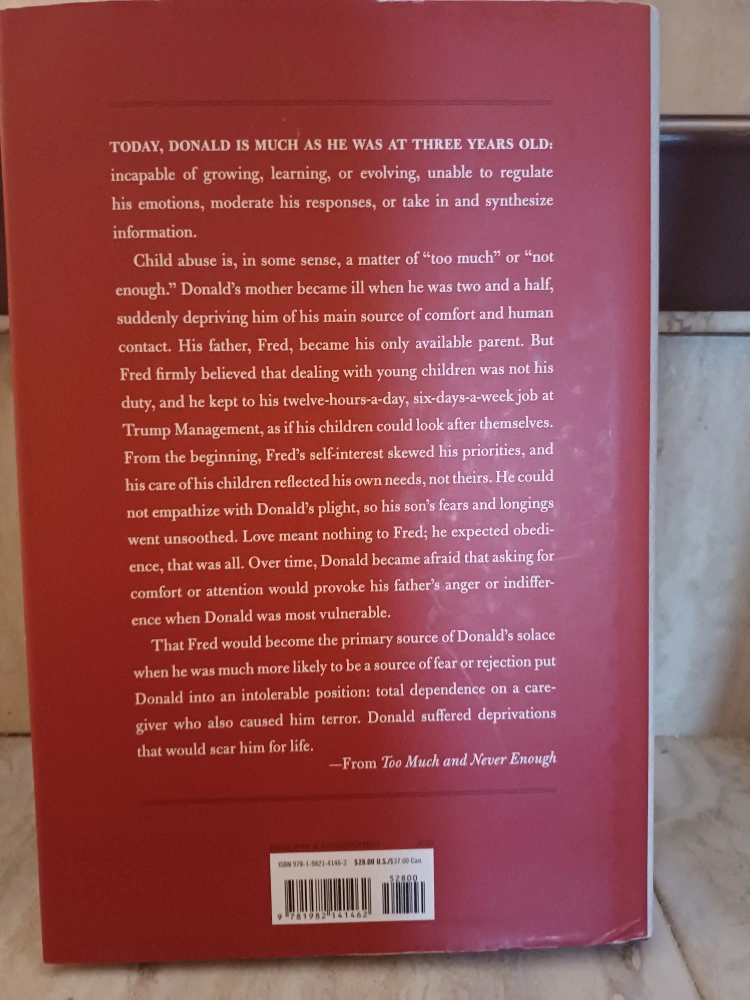 TODAY, DONALD IS MUCH AS HE WAS AT THREE YEARS OLD:
incapable of growing, learning, or evolving, unable to regulate
his emotions, moderate his responses, or take in and synthesize
information.
Child abuse is, in some sense, a matter of “too much” or “not
enough.” Donald’s mother became ill when he was two and a half,
suddenly depriving him of his main source of comfort and human
contact. His father, Fred, became his only available parent. But
Fred firmly believed that dealing with young children was not his
duty, and he kept to his twelve-hours-a-day, six-days-a-week job at
Trump Management, as if his children could look after themselves.
From the beginning, Fred’s self-interest skewed his priorities, and
his care of his children reflected his own needs, not theirs. He could
not empathize with Donald’s plight, so his son’s fears and longings
went unsoothed. Love meant nothing to Fred; he expected obedi-
ence, that was all. Over time, Donald became afraid that asking for
comfort or attention would provoke his father’s anger or indiffer-
ence when Donald was most vulnerable.
That Fred would become the primary source of Donald’s solace
when he was much more likely to be a source of fear or rejection put
Donald into an intolerable position: total dependence on a care-
giver who also caused him terror. Donald suffered deprivations
that would scar him for life.
—From Too Much and Never Enough
ISBN 978-1-9821-4146-2 $28.00 U.S./$37.00 Can.
52800
9 781982 141462